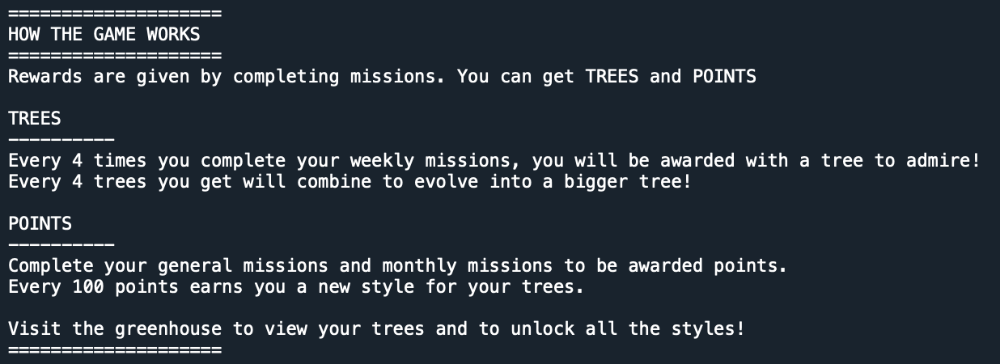 ====================
HOW THE GAME WORKS
====================
Rewards are given by completing missions. You can get TREES and POINTS
TREES
----------
Every 4 times you complete your weekly missions, you will be awarded with a tree to admire!
Every 4 trees you get will combine to evolve into a bigger tree!
POINTS
----------
Complete your general missions and monthly missions to be awarded points.
Every 100 points earns you a new style for your trees.
Visit the greenhouse to view your trees and to unlock all the styles!
====================